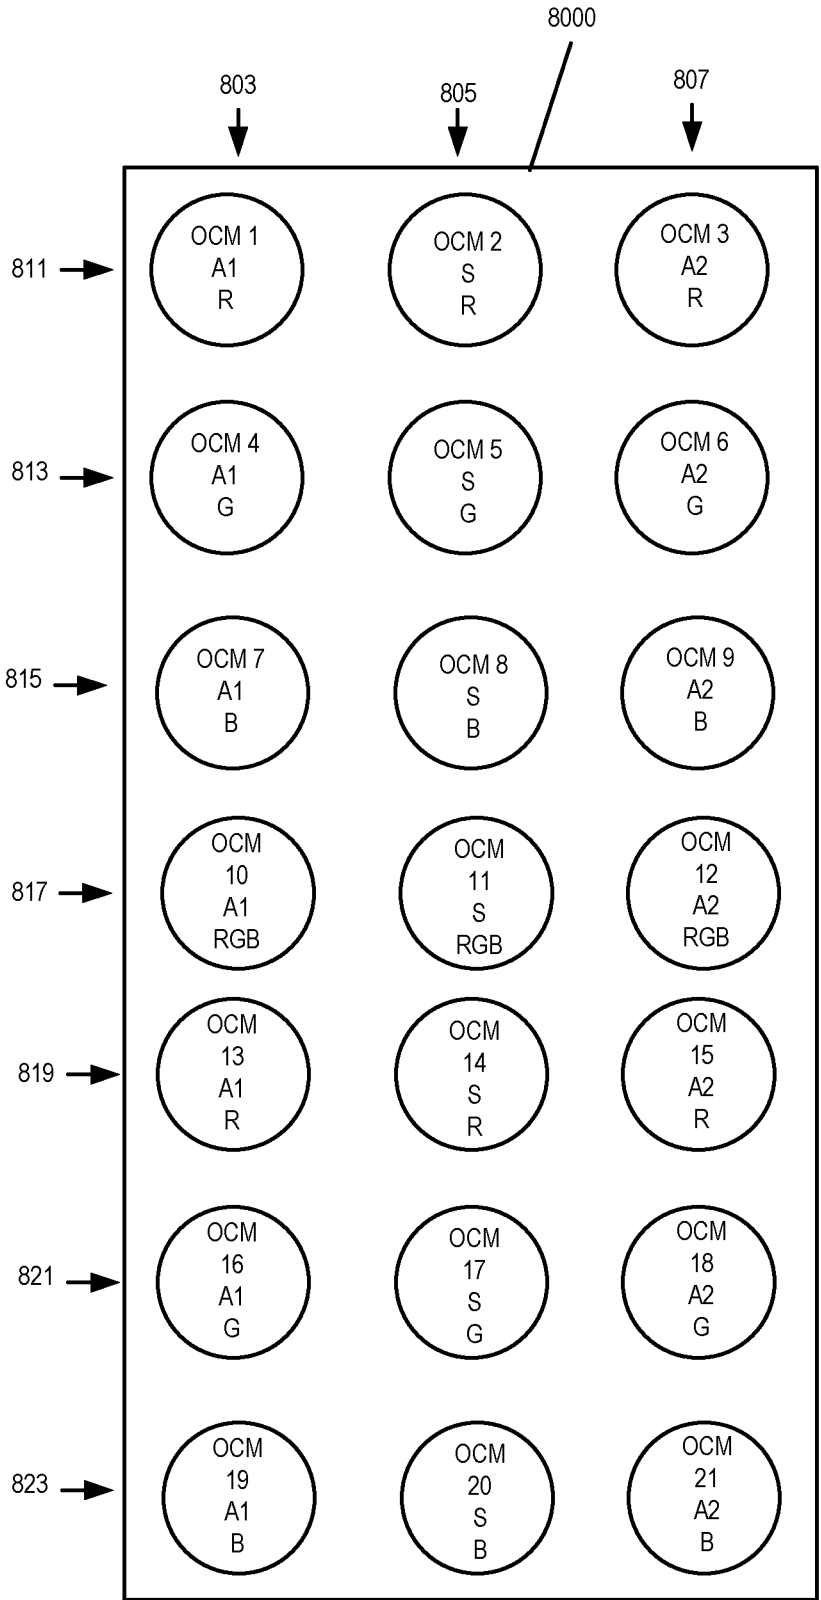 8000
803
805
807
811
OCM 1
A1
R
OCM 2
S
R
OCM 3
A2
R
813
OCM 4
A1
G
OCM 5
S
G
OCM 6
A2
G
815
OCM 7
A1
B
OCM 8
S
B
OCM 9
A2
B
817
OCM
10
A1
RGB
OCM
11
S
RGB
OCM
12
A2
RGB
819
OCM
13
A1
R
OCM
14
S
R
OCM
15
A2
R
821
OCM
16
A1
G
OCM
17
S
G
OCM
18
A2
G
823
OCM
19
A1
B
OCM
20
S
B
OCM
21
A2
B